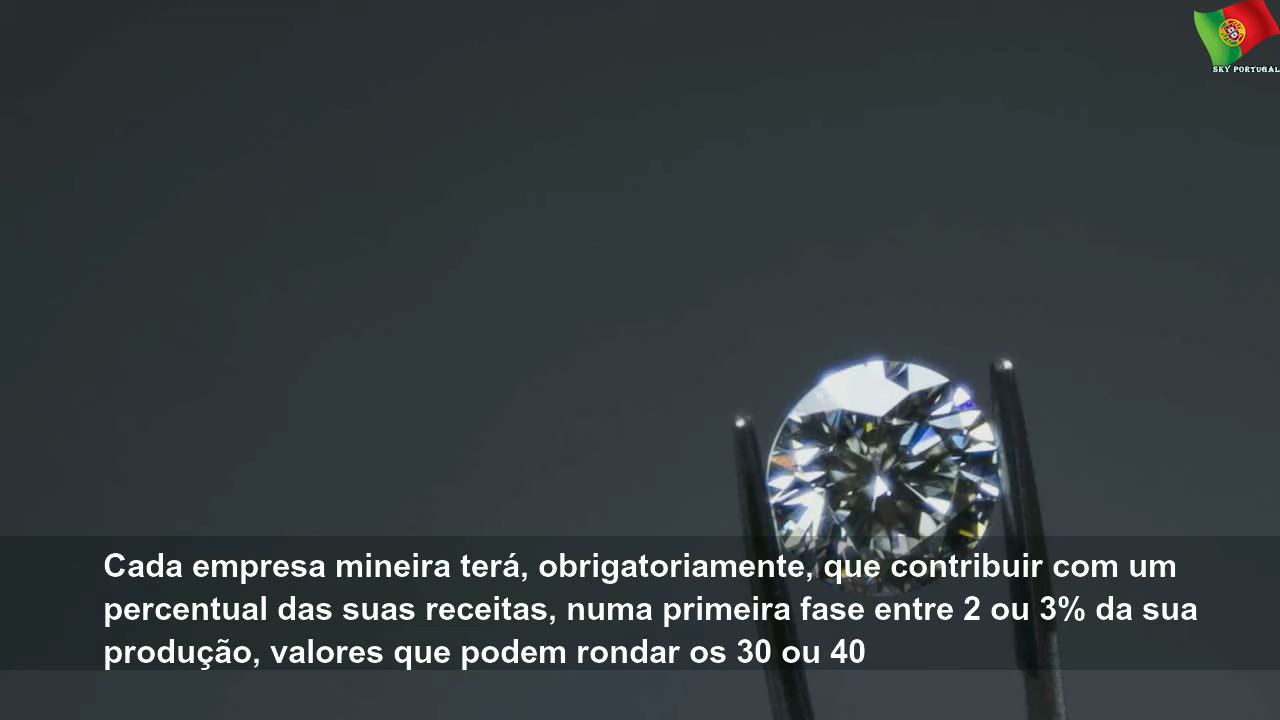 SKY PORTUGAL
Cada empresa mineira terá, obrigatoriamente, que contribuir com um
percentual das suas receitas, numa primeira fase entre 2 ou 3% da sua
produção, valores que podem rondar os 30 ou 40